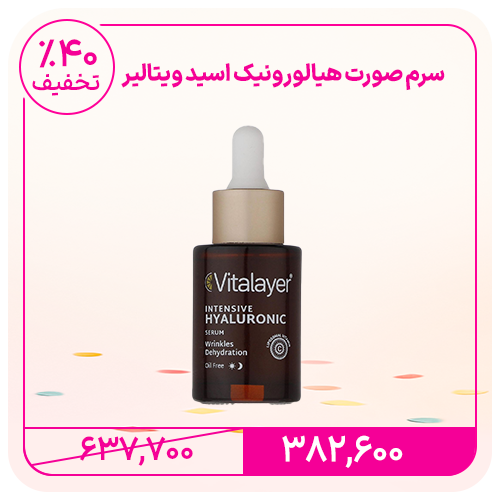 ٪۴۰
تخفیف
سرم صورت هیالورونیک اسید ویتالیر
Vitalayer®
INTENSIVE
HYALURONIC
SERUM
Wrinkles
Dehydration
Oil Free
۶۳۷,۷۰۰
۳۸۲,۶۰۰